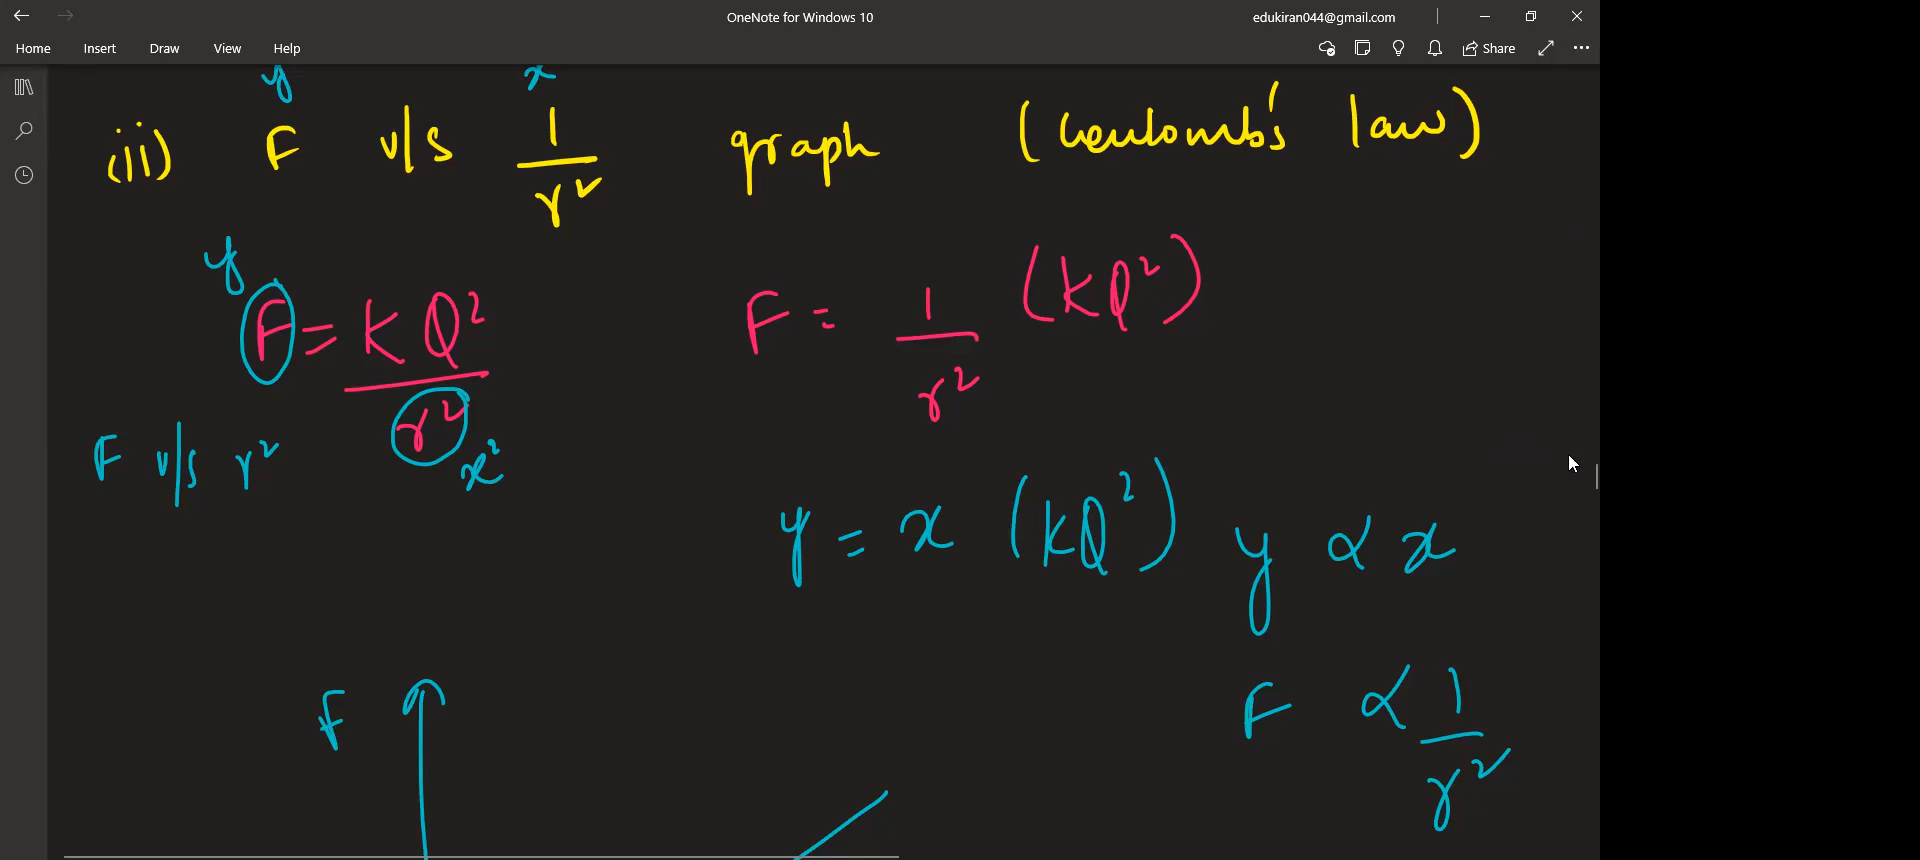 OneNote for Windows 10
edukiran044@gmail.com
Home Insert Draw View Help
Share
y x
(ii) F v/s 1/r² graph (Coulomb's law)
y
F = KQ²/r²
F = 1/r² (KQ²)
x²
F v/s r²
y = x (KQ²) y ∝ x
F
F ∝ 1/r²